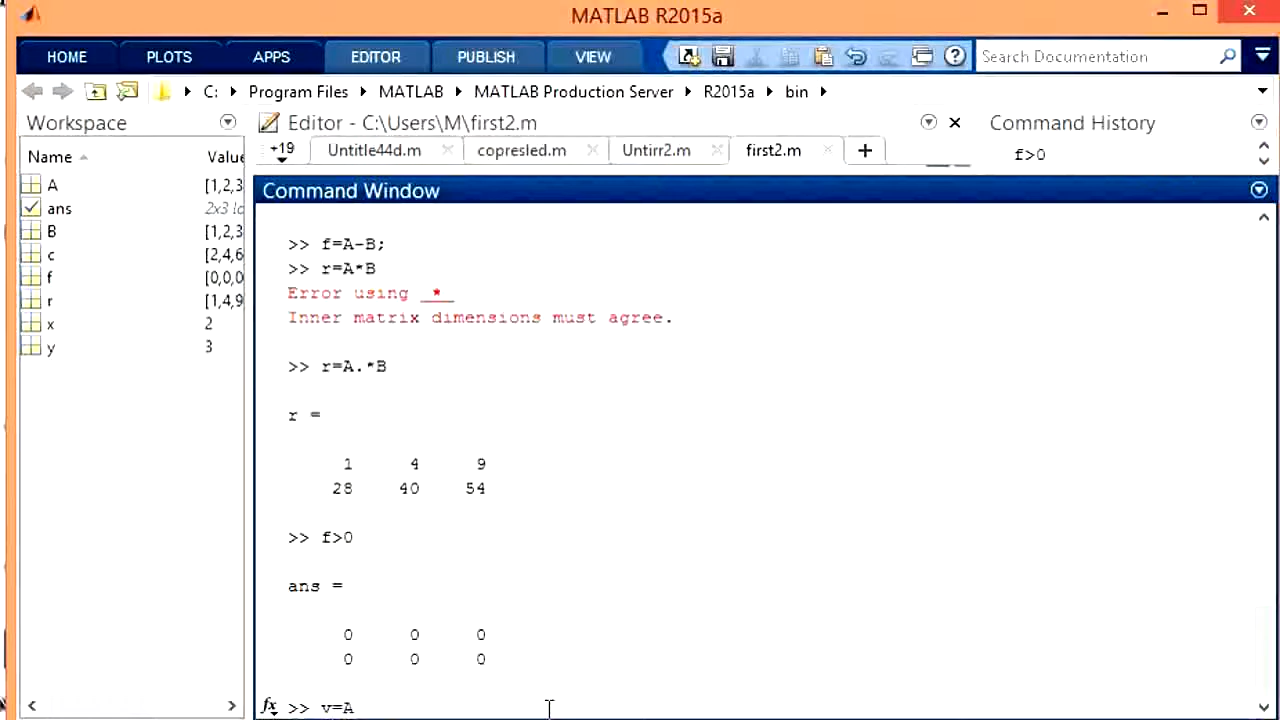 MATLAB R2015a
HOME PLOTS APPS EDITOR PUBLISH VIEW Search Documentation
C: Program Files MATLAB MATLAB Production Server R2015a bin
Workspace
Name Value
A [1,2,3
ans 2x3 lo
B [1,2,3
c [2,4,6
f [0,0,0
r [1,4,9
x 2
y 3
Editor - C:\Users\M\first2.m
+19 Untitle44d.m copresled.m Untirr2.m first2.m +
Command History
f>0
Command Window
>> f=A-B;
>> r=A*B
Error using *
Inner matrix dimensions must agree.
>> r=A.*B
r =
1 4 9
28 40 54
>> f>0
ans =
0 0 0
0 0 0
fx >> v=A